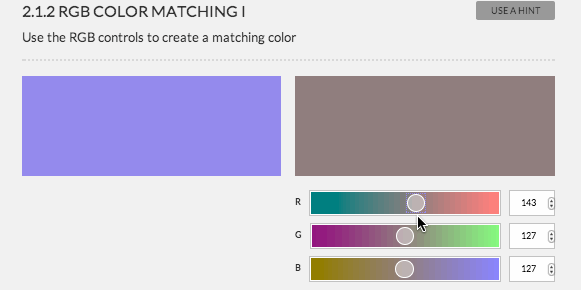 2.1.2 RGB COLOR MATCHING I
USE A HINT
Use the RGB controls to create a matching color
R 143
G 127
B 127